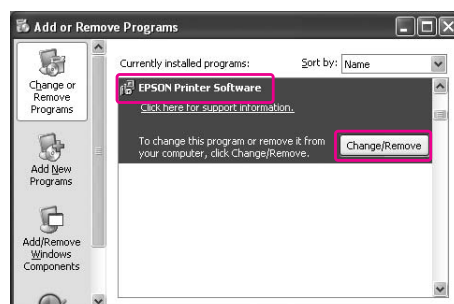 Add or Remove Programs
Change or
Remove
Programs
Add New
Programs
Add/Remove
Windows
Components
Currently installed programs:
Sort by: Name
EPSON Printer Software
Click here for support information.
To change this program or remove it from
your computer, click Change/Remove.
Change/Remove